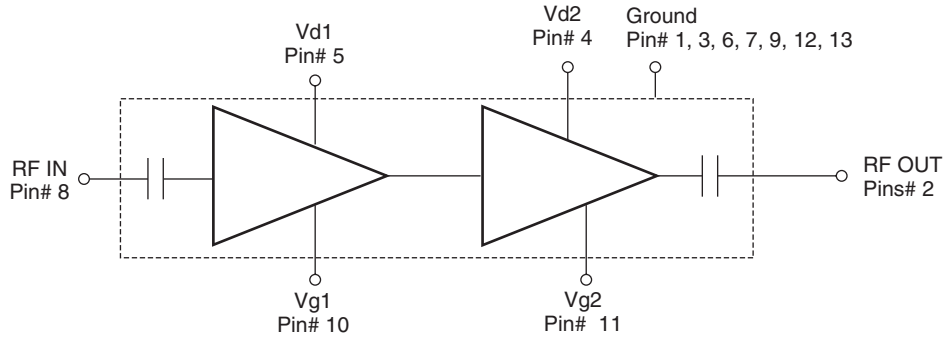 Vd1
Pin# 5
Vd2
Pin# 4
Ground
Pin# 1, 3, 6, 7, 9, 12, 13
RF IN
Pin# 8
RF OUT
Pins# 2
Vg1
Pin# 10
Vg2
Pin# 11